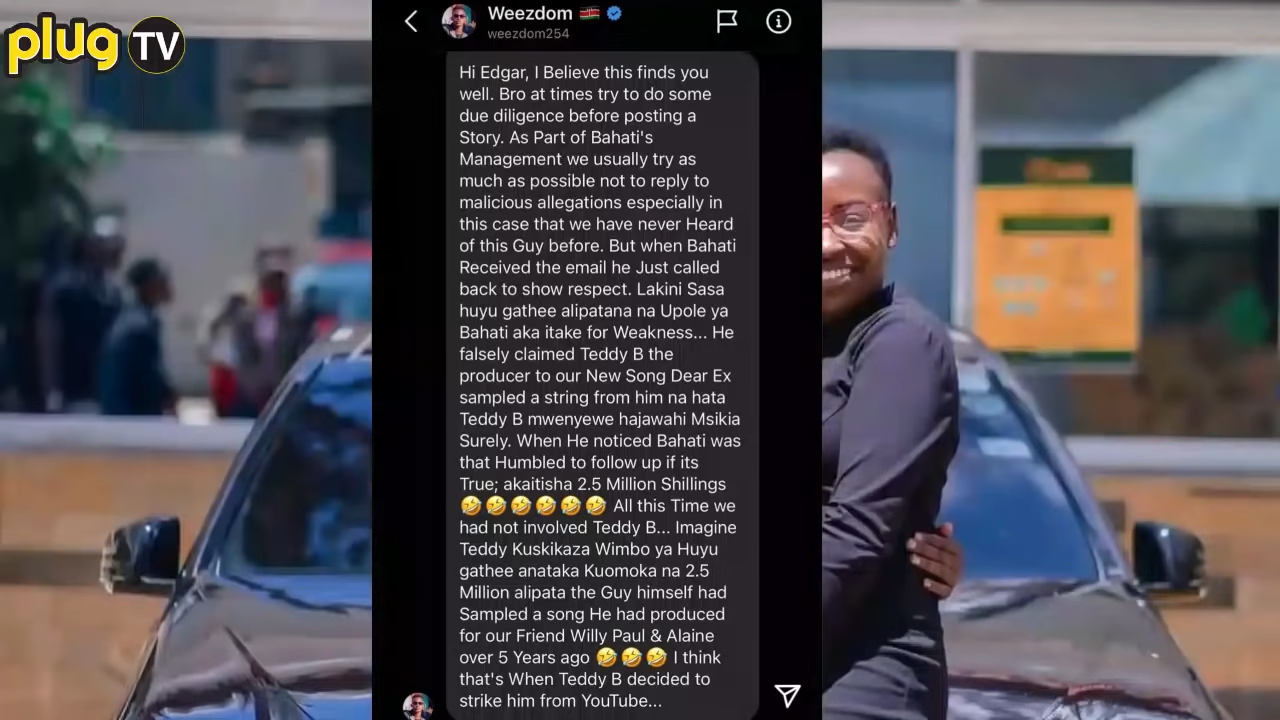 plug TV
Weezdom 🇰🇪
weezdom254
Hi Edgar, I Believe this finds you
well. Bro at times try to do some
due diligence before posting a
Story. As Part of Bahati's
Management we usually try as
much as possible not to reply to
malicious allegations especially in
this case that we have never Heard
of this Guy before. But when Bahati
Received the email he Just called
back to show respect. Lakini Sasa
huyu gathee alipatana na Upole ya
Bahati aka itake for Weakness... He
falsely claimed Teddy B the
producer to our New Song Dear Ex
sampled a string from him na hata
Teddy B mwenyewe hajawahi Msikia
Surely. When He noticed Bahati was
that Humbled to follow up if its
True; akaitisha 2.5 Million Shillings
🤣🤣🤣🤣🤣🤣 All this Time we
had not involved Teddy B... Imagine
Teddy Kuskikaza Wimbo ya Huyu
gathee anataka Kuomoka na 2.5
Million alipata the Guy himself had
Sampled a song He had produced
for our Friend Willy Paul & Alaine
over 5 Years ago 🤣🤣🤣 I think
that's When Teddy B decided to
strike him from YouTube...